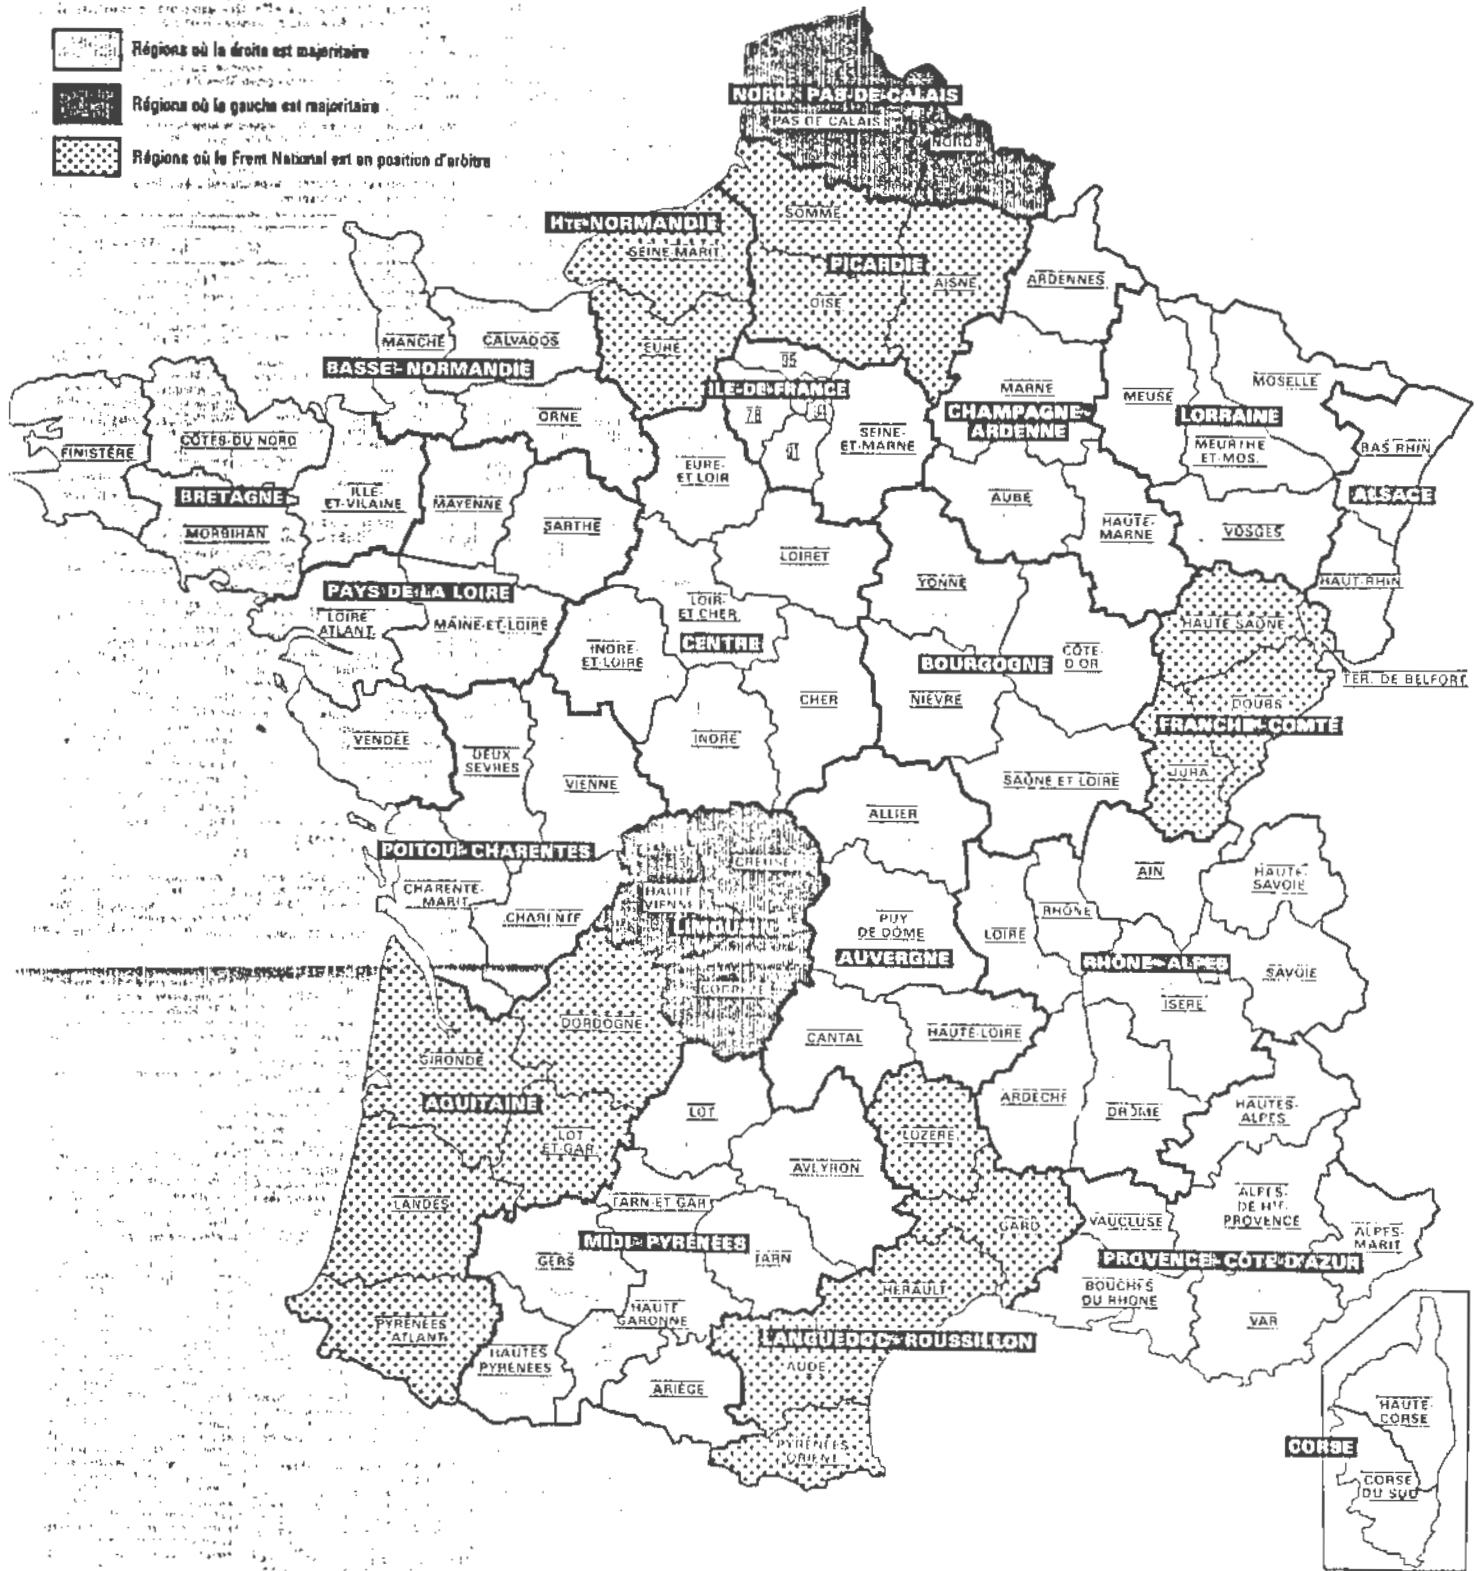 Régions où la droite est majoritaire
Régions où la gauche est majoritaire
Régions où le Front National est en position d'arbitre
NORD-PAS-DE-CALAIS
PAS DE CALAIS
NORD
SOMME
HTE-NORMANDIE
SEINE-MARIT.
PICARDIE
AISNE
ARDENNES
OISE
EURE
MANCHE
CALVADOS
BASSE-NORMANDIE
95
ILE-DE-FRANCE
MARNE
MEUSE
MOSELLE
CHAMPAGNE-
ARDENNE
LORRAINE
78
ORNE
SEINE-
ET-MARNE
CÔTES-DU NORD
FINISTÈRE
MEURTHE
ET-MOS.
BAS RHIN
91
EURE-
ET-LOIR
BRETAGNE
ILLE-
ET-VILAINE
MAYENNE
AUBE
ALSACE
MORBIHAN
SARTHE
HAUTE-
MARNE
VOSGES
LOIRET
YONNE
HAUT-RHIN
PAYS DE LA LOIRE
LOIRE
ATLANT.
MAINE-ET-LOIRE
LOIR-
ET-CHER
HAUTE SAÔNE
CENTRE
INDRE-
ET-LOIRE
BOURGOGNE
CÔTE-
D'OR
TER. DE BELFORT
CHER
NIÈVRE
DOUBS
FRANCHE-COMTÉ
VENDÉE
INDRE
DEUX
SEVRES
VIENNE
SAÔNE ET LOIRE
JURA
ALLIER
POITOU-CHARENTES
CREUSE
AIN
HAUTE-
SAVOIE
CHARENTE-
MARIT.
HAUTE
VIENNE
CHARENTE
LIMOUSIN
PUY
DE DÔME
RHÔNE
LOIRE
AUVERGNE
RHÔNE-ALPES
SAVOIE
CORREZE
ISÈRE
DORDOGNE
CANTAL
HAUTE-LOIRE
GIRONDE
AQUITAINE
LOT
ARDECHE
DRÔME
HAUTES-
ALPES
LOT
ET-GAR.
LOZERE
AVEYRON
LANDES
TARN-ET GAR.
ALPES-
DE HTE
PROVENCE
GARD
VAUCLUSE
MIDI-PYRÉNÉES
ALPES-
MARIT.
GERS
TARN
PROVENCE-CÔTE-D'AZUR
HERAULT
BOUCHES
DU RHÔNE
HAUTE
GARONNE
VAR
PYRÉNÉES
ATLANT.
LANGUEDOC-ROUSSILLON
HAUTES
PYRÉNÉES
AUDE
ARIÈGE
HAUTE-
CORSE
PYRÉNÉES
ORIENT.
CORSE
CORSE
DU SUD